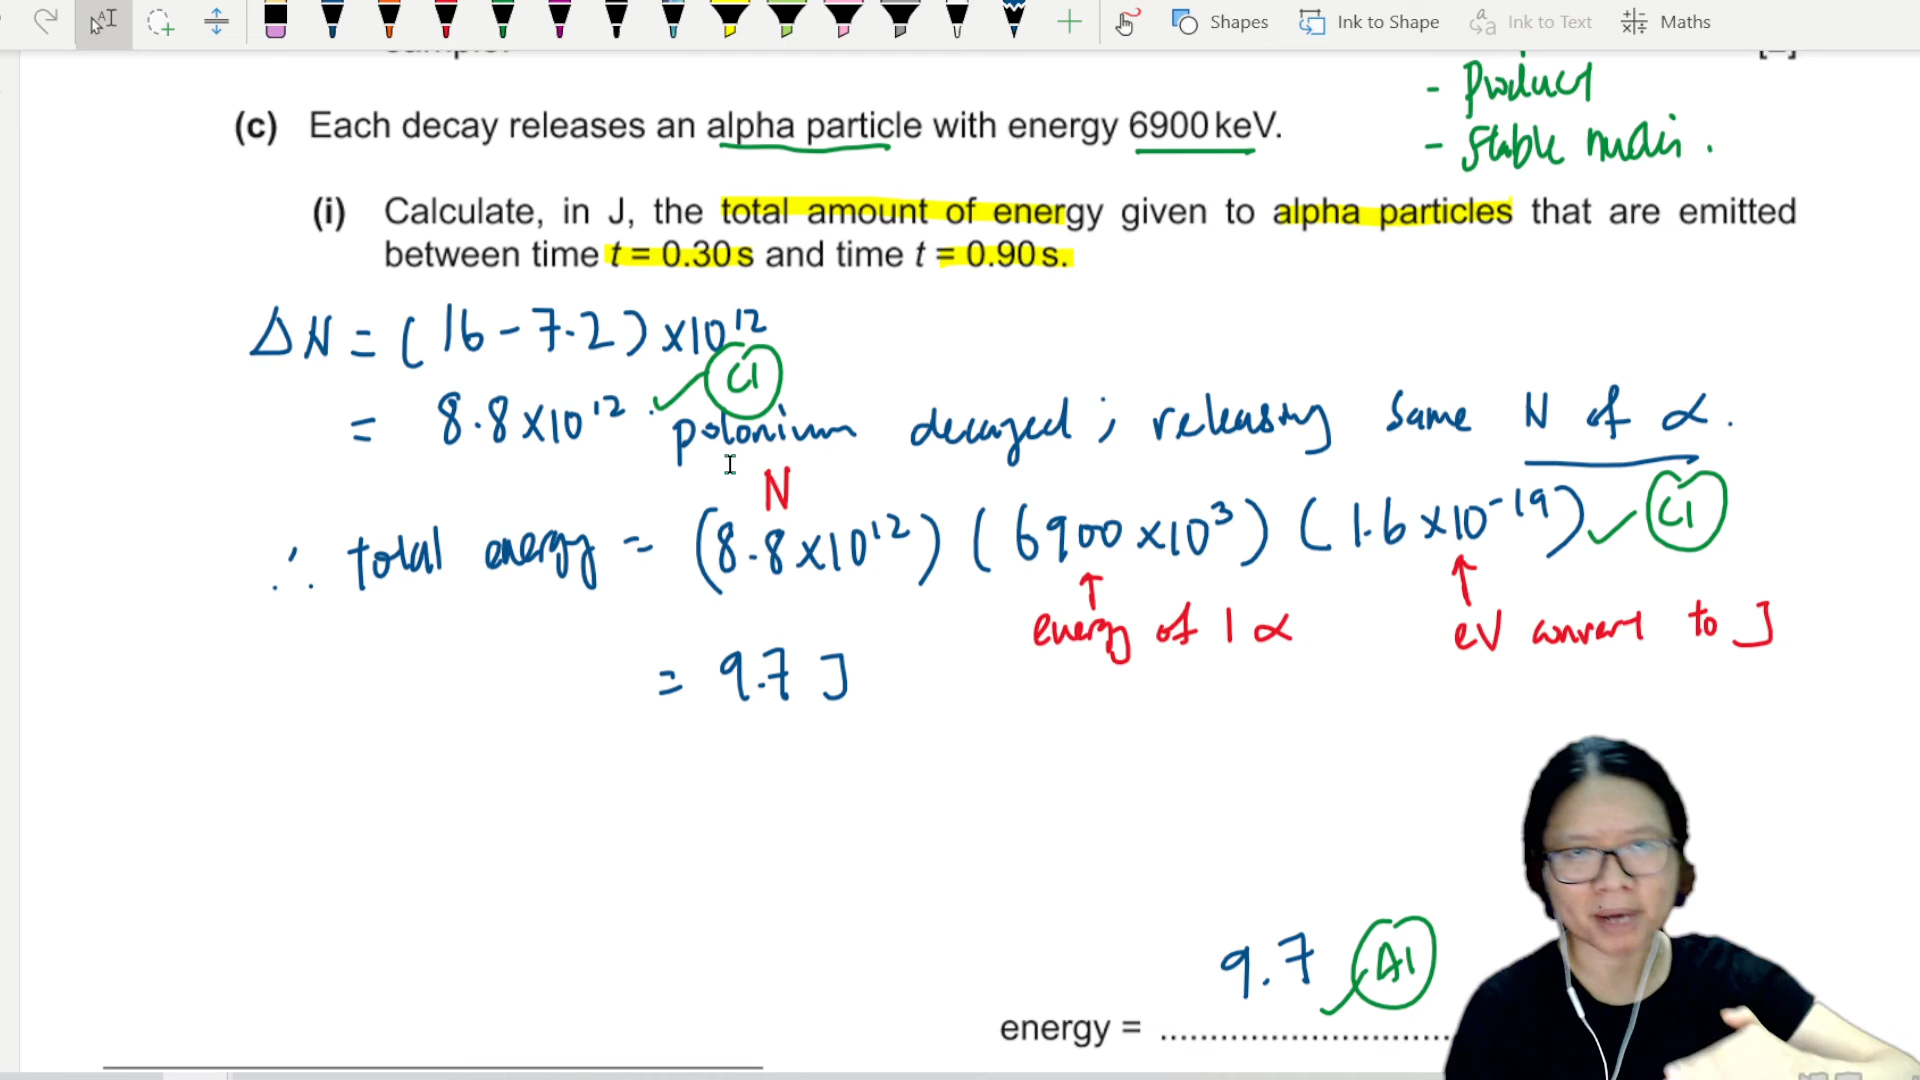 Shapes Ink to Shape Ink to Text Maths
- Product
- Stable nuclei.
(c) Each decay releases an alpha particle with energy 6900 keV.
(i) Calculate, in J, the total amount of energy given to alpha particles that are emitted
between time t = 0.30 s and time t = 0.90 s.
ΔN = (16 - 7.2) x10¹²
= 8.8x10¹² . C1 polonium decayed ; releasing same N of α.
N
∴ total energy = (8.8x10¹²) (6900 x10³) (1.6 x10⁻¹⁹) C1
energy of 1 α eV convert to J
= 9.7 J
9.7 A1
energy = ..............................